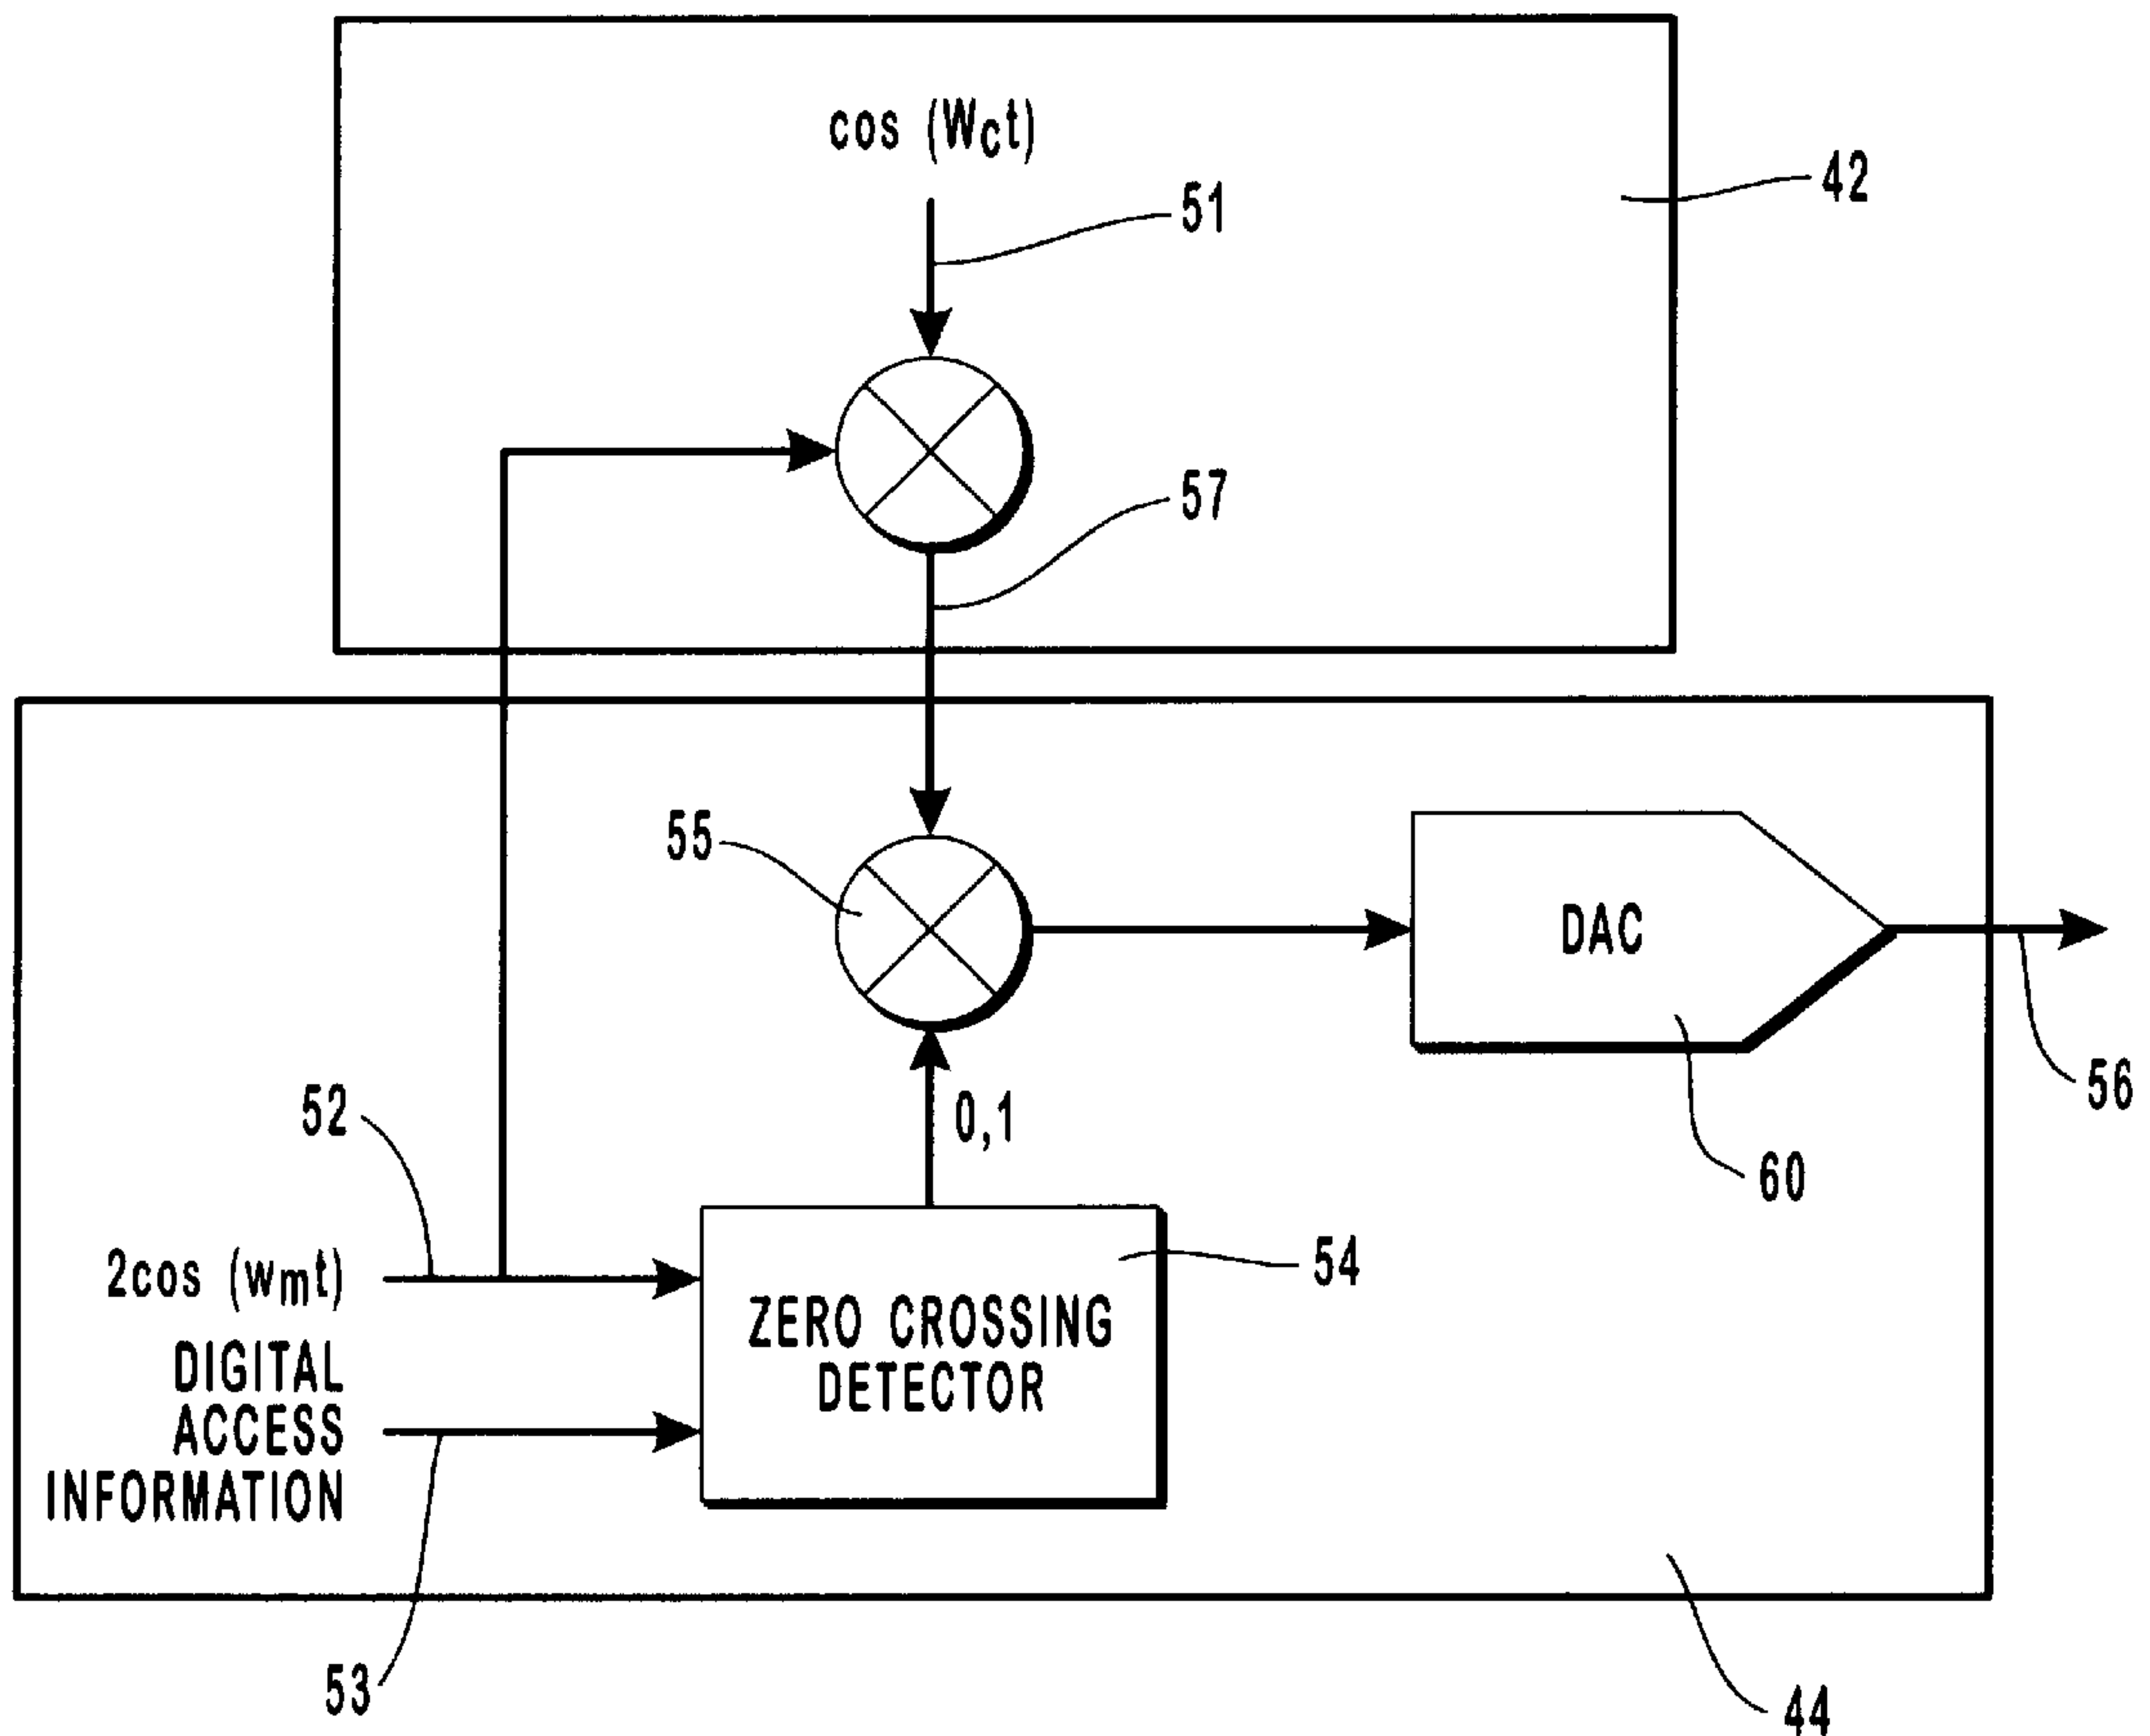 cos (Wct)
42
51
57
55
DAC
56
52
0,1
60
2cos (wmt)
54
ZERO CROSSING
DETECTOR
DIGITAL
ACCESS
INFORMATION
53
44